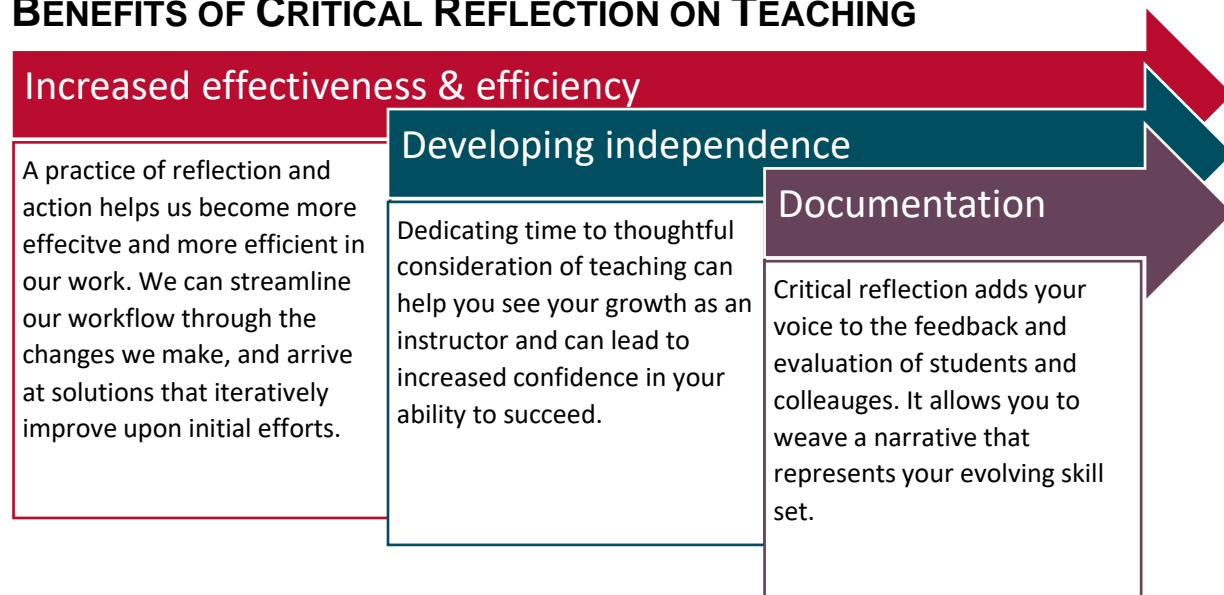 BENEFITS OF CRITICAL REFLECTION ON TEACHING
Increased effectiveness & efficiency
A practice of reflection and
action helps us become more
effecitve and more efficient in
our work. We can streamline
our workflow through the
changes we make, and arrive
at solutions that iteratively
improve upon initial efforts.
Developing independence
Dedicating time to thoughtful
consideration of teaching can
help you see your growth as an
instructor and can lead to
increased confidence in your
ability to succeed.
Documentation
Critical reflection adds your
voice to the feedback and
evaluation of students and
colleauges. It allows you to
weave a narrative that
represents your evolving skill
set.